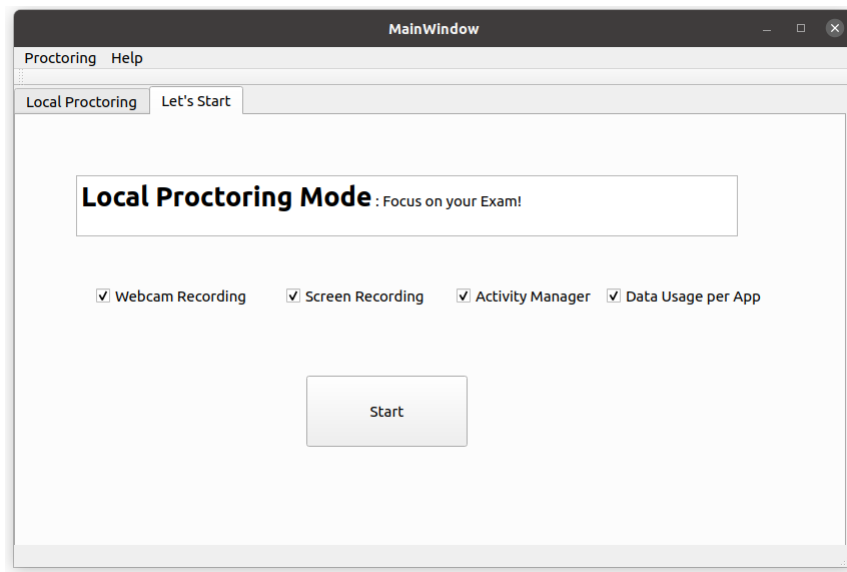 MainWindow
Proctoring Help
Local Proctoring Let's Start
Local Proctoring Mode : Focus on your Exam!
Webcam Recording Screen Recording Activity Manager Data Usage per App
Start